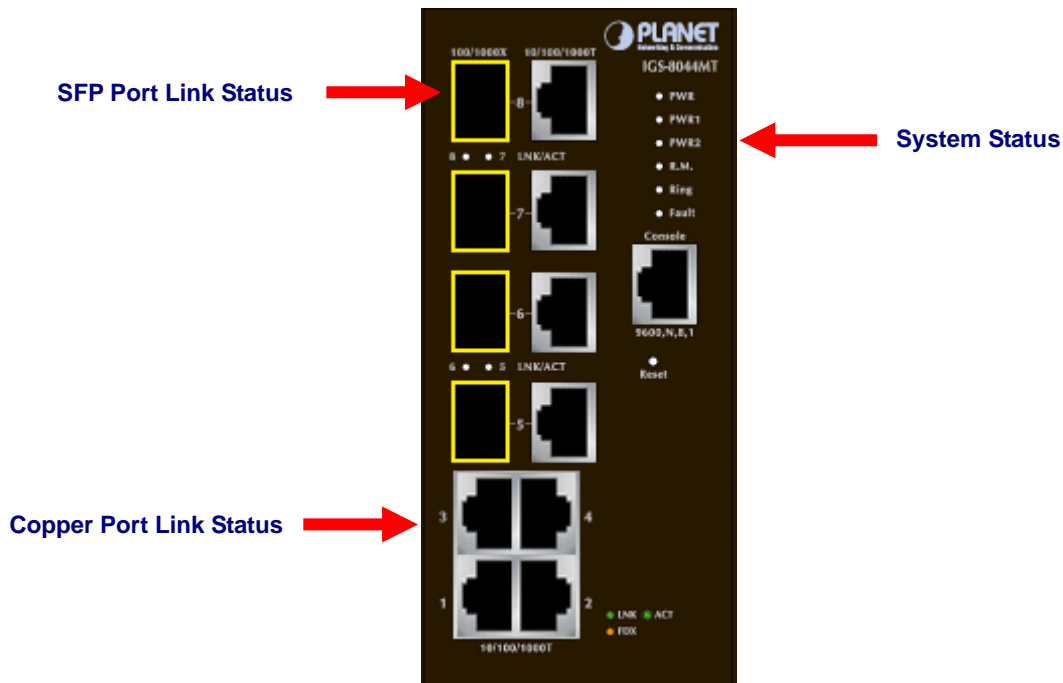 PLANET
Networking & Communication
IGS-8044MT
100/1000X 10/100/1000T
SFP Port Link Status
8
PWR
PWR1
PWR2
R.M.
Ring
Fault
System Status
8 7 LNK/ACT
7
Console
9600,N,8,1
6
6 5 LNK/ACT
Reset
5
Copper Port Link Status
3 4
1 2
LNK ACT
FDX
10/100/1000T